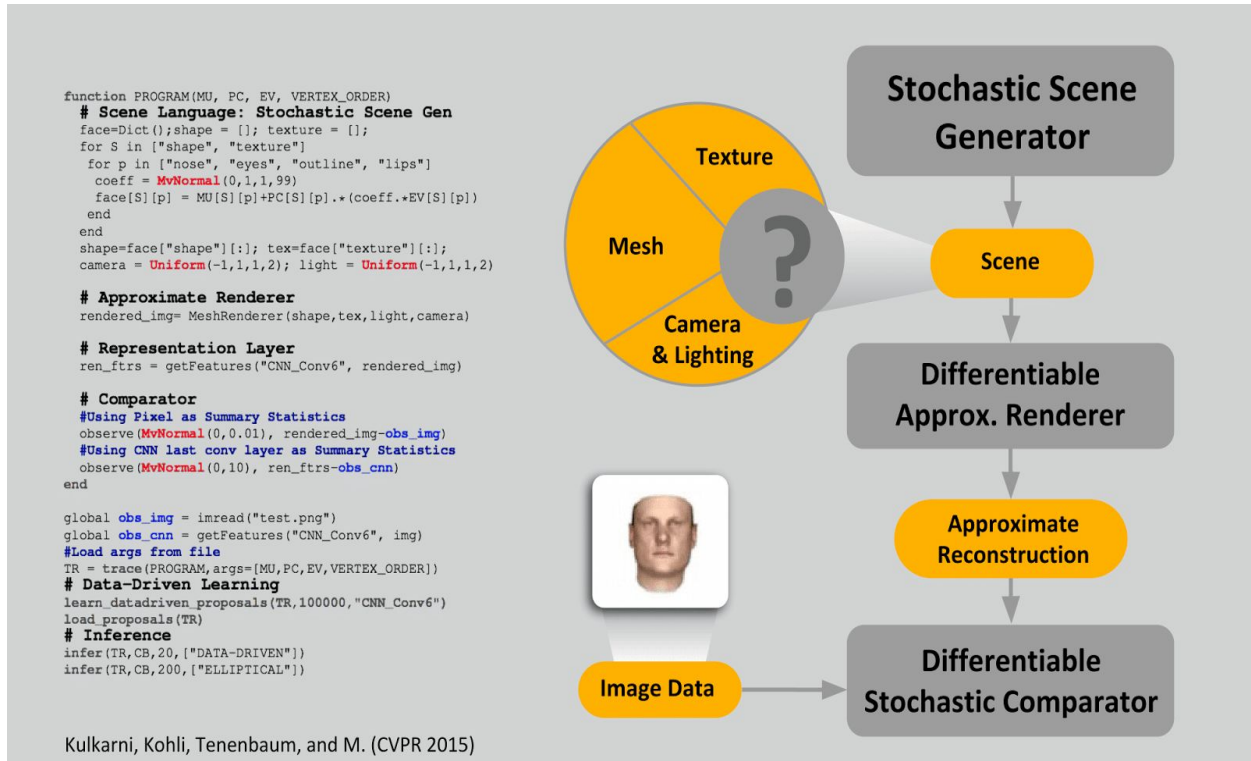 function PROGRAM(MU, PC, EV, VERTEX_ORDER)
# Scene Language: Stochastic Scene Gen
face=Dict();shape = []; texture = [];
for S in ["shape", "texture"]
for p in ["nose", "eyes", "outline", "lips"]
coeff = MvNormal(0,1,1,99)
face[S][p] = MU[S][p]+PC[S][p].*(coeff.*EV[S][p])
end
end
shape=face["shape"][:]; tex=face["texture"][:];
camera = Uniform(-1,1,1,2); light = Uniform(-1,1,1,2)
# Approximate Renderer
rendered_img= MeshRenderer(shape,tex,light,camera)
# Representation Layer
ren_ftrs = getFeatures("CNN_Conv6", rendered_img)
# Comparator
#Using Pixel as Summary Statistics
observe(MvNormal(0,0.01), rendered_img-obs_img)
#Using CNN last conv layer as Summary Statistics
observe(MvNormal(0,10), ren_ftrs-obs_cnn)
end
global obs_img = imread("test.png")
global obs_cnn = getFeatures("CNN_Conv6", img)
#Load args from file
TR = trace(PROGRAM,args=[MU,PC,EV,VERTEX_ORDER])
# Data-Driven Learning
learn_datadriven_proposals(TR,100000,"CNN_Conv6")
load_proposals(TR)
# Inference
infer(TR,CB,20,["DATA-DRIVEN"])
infer(TR,CB,200,["ELLIPTICAL"])
Kulkarni, Kohli, Tenenbaum, and M. (CVPR 2015)
Texture
Mesh
Camera
& Lighting
?
Stochastic Scene
Generator
Scene
Differentiable
Approx. Renderer
Approximate
Reconstruction
Image Data
Differentiable
Stochastic Comparator